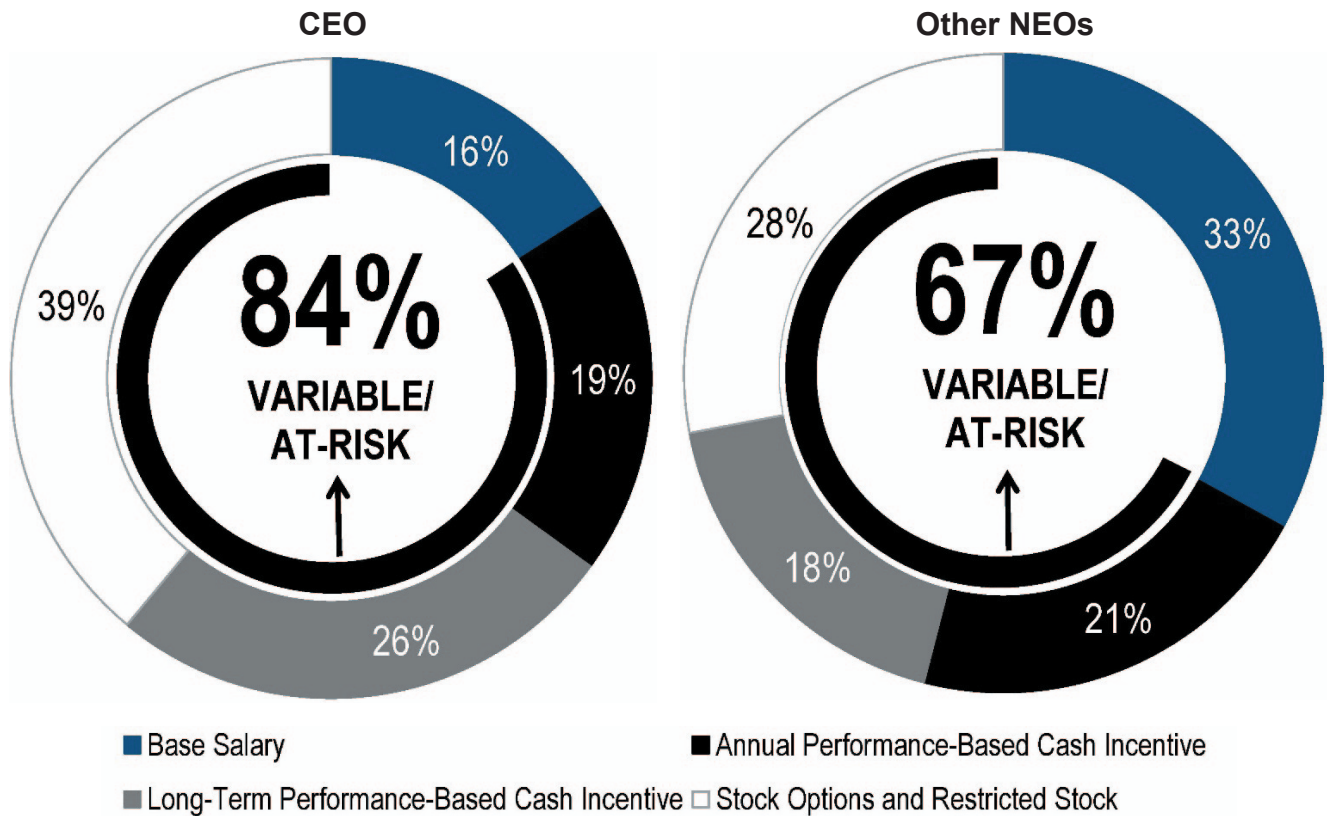 CEO
Other NEOs
16%
19%
26%
39%
84%
VARIABLE/
AT-RISK
33%
21%
18%
28%
67%
VARIABLE/
AT-RISK
Base Salary
Annual Performance-Based Cash Incentive
Long-Term Performance-Based Cash Incentive
Stock Options and Restricted Stock